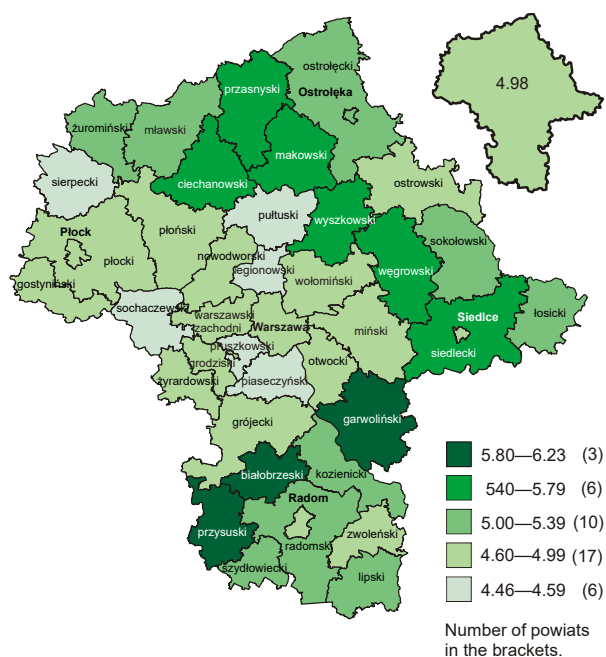 ostrołęcki
przasnyski
Ostrołęka
4.98
żuromiński
mławski
makowski
sierpecki
ciechanowski
ostrowski
pułtuski
wyszkowski
Płock
płoński
sokołowski
nowodworski
płocki
legionowski
węgrowski
gostyniński
wołomiński
sochaczewski
warszawski
zachodni
Warszawa
Siedlce
łosicki
miński
pruszkowski
siedlecki
grodziski
otwocki
żyrardowski
piaseczyński
grójecki
garwoliński
białobrzeski
kozienicki
Radom
przysuski
zwoleński
radomski
szydłowiecki
lipski
5.80—6.23 (3)
540—5.79 (6)
5.00—5.39 (10)
4.60—4.99 (17)
4.46—4.59 (6)
Number of powiats
in the brackets.